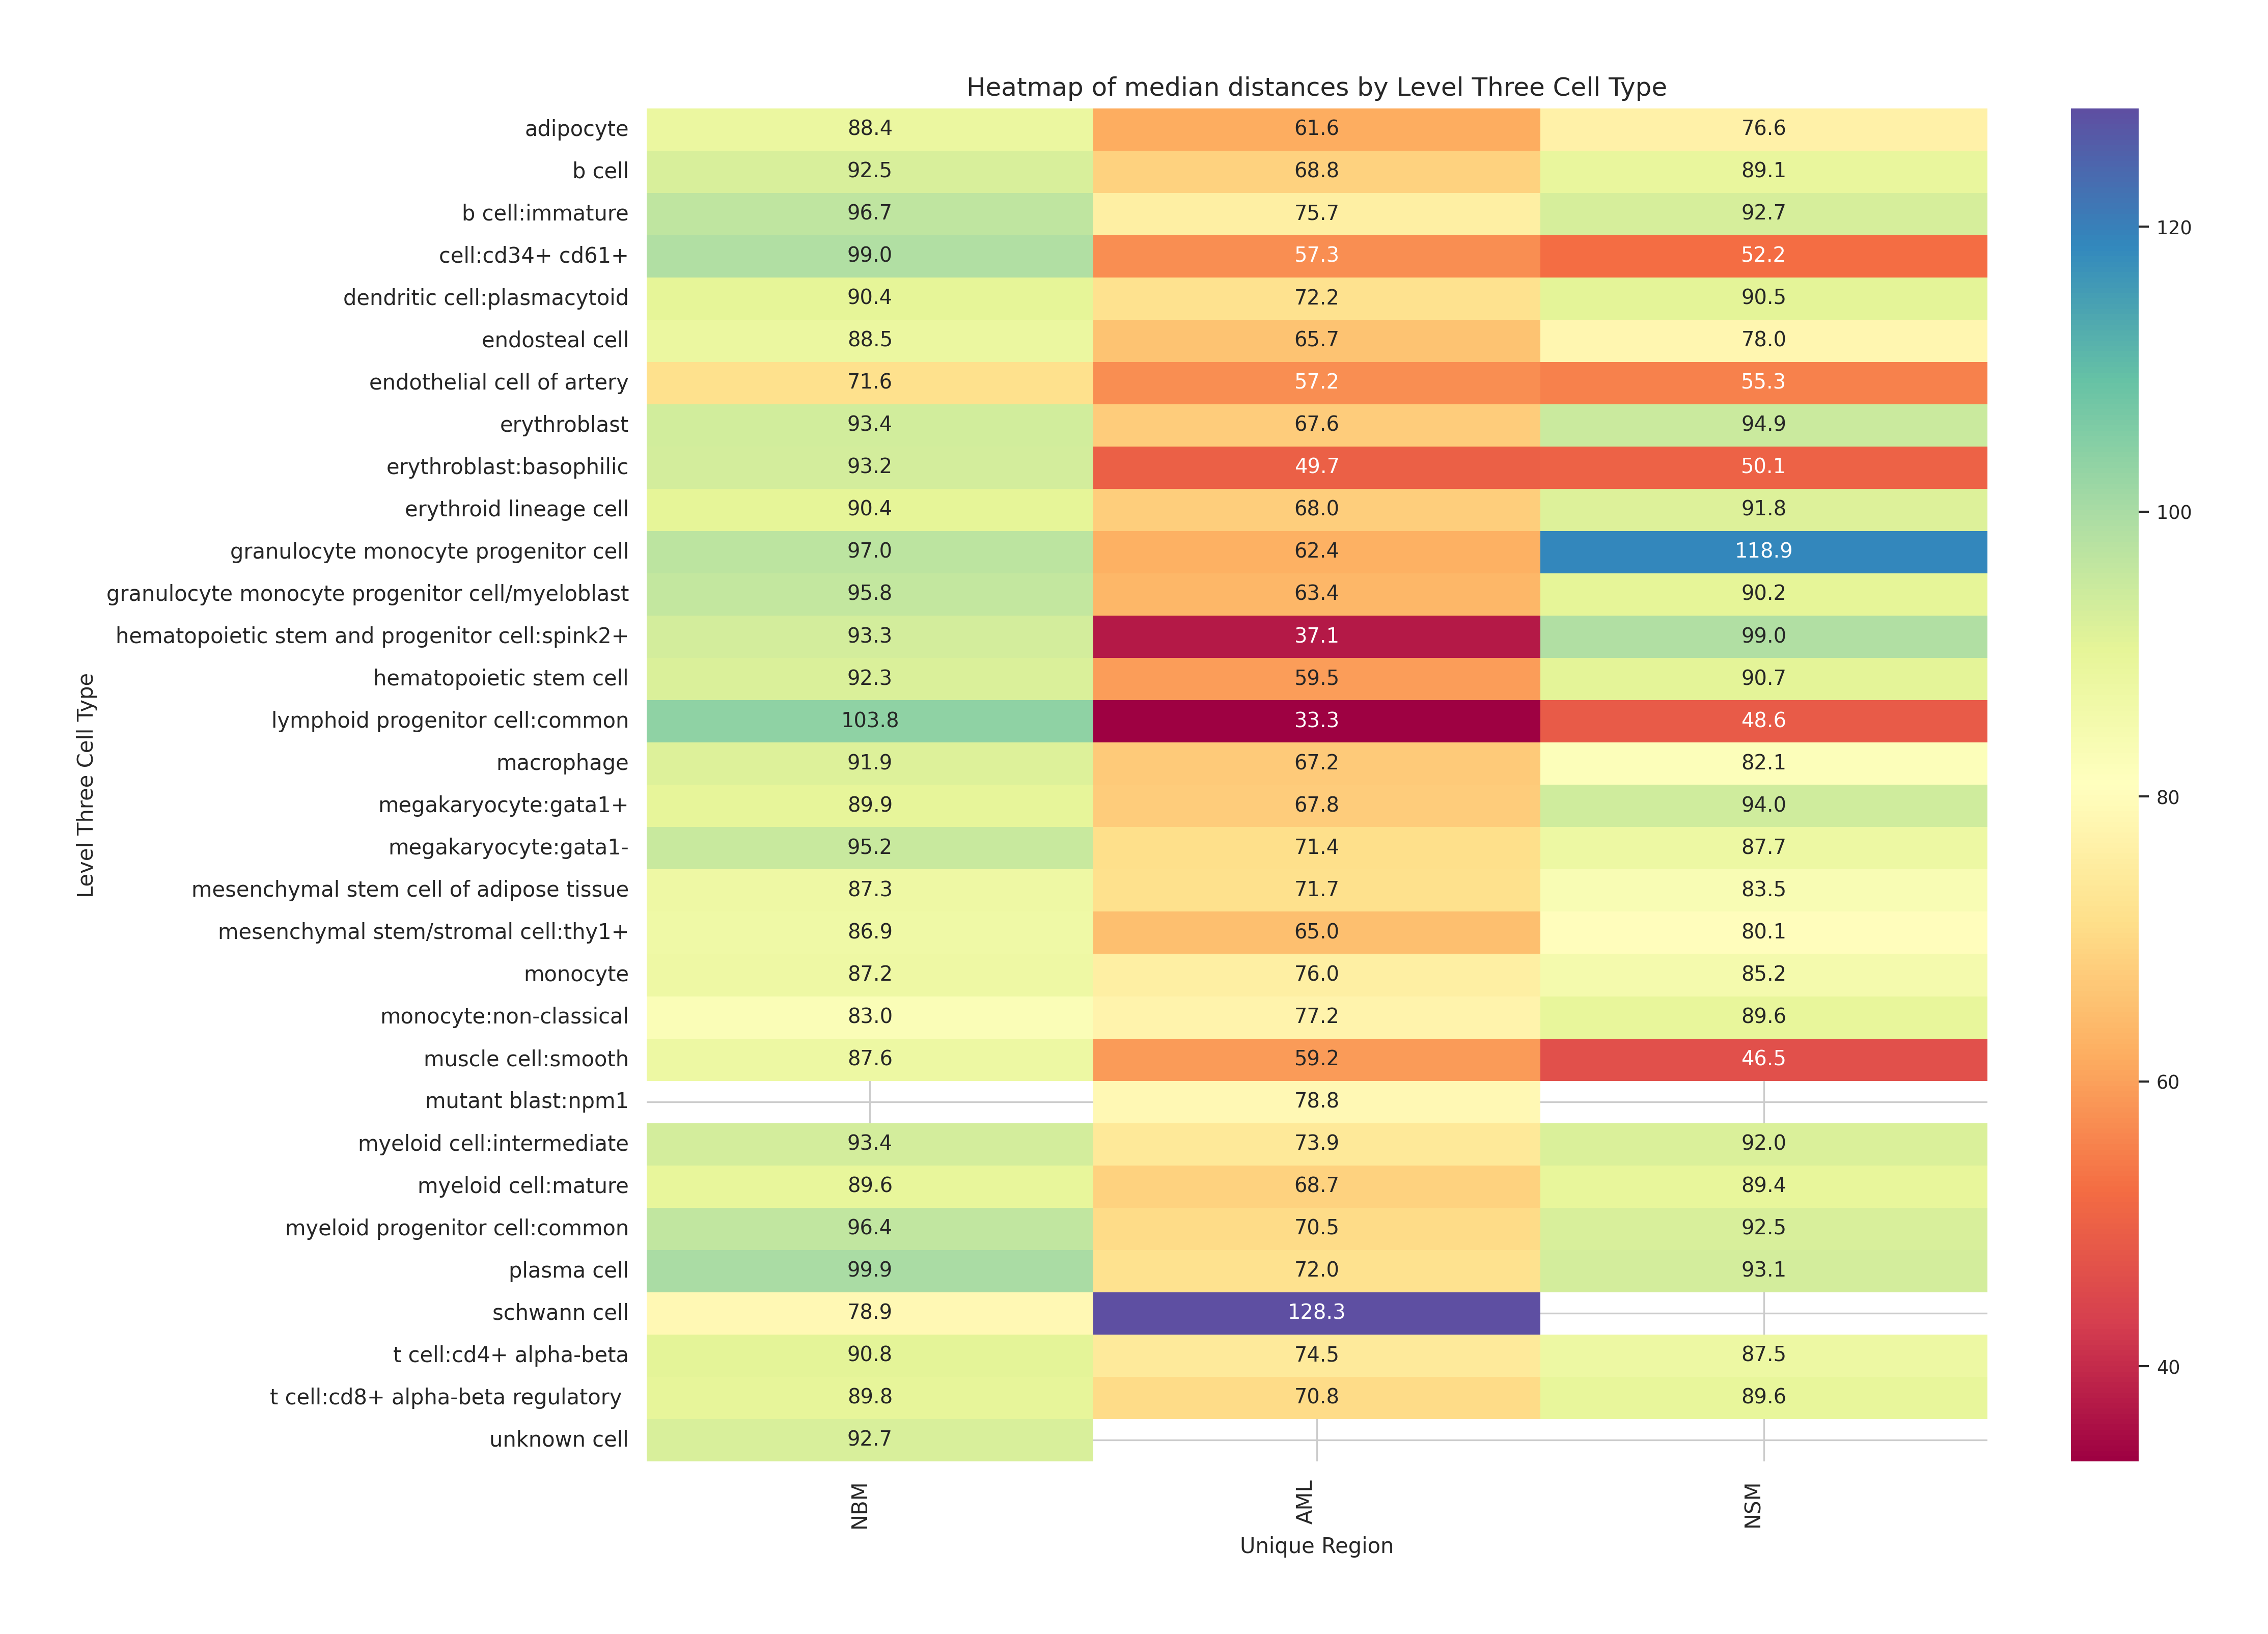 Heatmap of median distances by Level Three Cell Type
adipocyte 88.4 61.6 76.6
b cell 92.5 68.8 89.1
b cell:immature 96.7 75.7 92.7
cell:cd34+ cd61+ 99.0 57.3 52.2
dendritic cell:plasmacytoid 90.4 72.2 90.5
endosteal cell 88.5 65.7 78.0
endothelial cell of artery 71.6 57.2 55.3
erythroblast 93.4 67.6 94.9
erythroblast:basophilic 93.2 49.7 50.1
erythroid lineage cell 90.4 68.0 91.8
granulocyte monocyte progenitor cell 97.0 62.4 118.9
granulocyte monocyte progenitor cell/myeloblast 95.8 63.4 90.2
hematopoietic stem and progenitor cell:spink2+ 93.3 37.1 99.0
hematopoietic stem cell 92.3 59.5 90.7
lymphoid progenitor cell:common 103.8 33.3 48.6
macrophage 91.9 67.2 82.1
megakaryocyte:gata1+ 89.9 67.8 94.0
megakaryocyte:gata1- 95.2 71.4 87.7
mesenchymal stem cell of adipose tissue 87.3 71.7 83.5
mesenchymal stem/stromal cell:thy1+ 86.9 65.0 80.1
monocyte 87.2 76.0 85.2
monocyte:non-classical 83.0 77.2 89.6
muscle cell:smooth 87.6 59.2 46.5
mutant blast:npm1 78.8
myeloid cell:intermediate 93.4 73.9 92.0
myeloid cell:mature 89.6 68.7 89.4
myeloid progenitor cell:common 96.4 70.5 92.5
plasma cell 99.9 72.0 93.1
schwann cell 78.9 128.3
t cell:cd4+ alpha-beta 90.8 74.5 87.5
t cell:cd8+ alpha-beta regulatory 89.8 70.8 89.6
unknown cell 92.7
NBM AML NSM
Unique Region
Level Three Cell Type
120
100
80
60
40